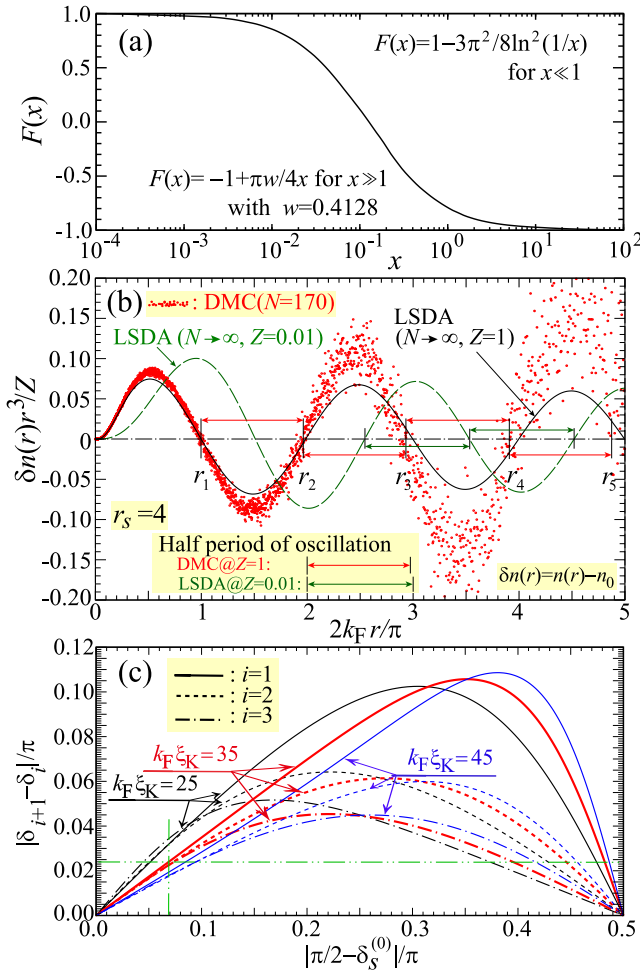 (a)
F(x)=1−3π²/8ln²(1/x)
for x≪1
F(x)= −1+πw/4x for x≫1
with w=0.4128
F(x)
1.0
0.5
0.0
-0.5
-1.0
10⁻⁴ 10⁻³ 10⁻² 10⁻¹ 10⁰ 10¹ 10²
x
(b)
: DMC(N=170)
LSDA (N→∞, Z=0.01)
LSDA
(N→∞, Z=1)
δn(r)r³/Z
0.20
0.15
0.10
0.05
0
-0.05
-0.10
-0.15
-0.20
r₁ r₂ r₃ r₄ r₅
rₛ=4
Half period of oscillation
DMC@Z=1:
LSDA@Z=0.01:
δn(r)=n(r)−n₀
0 1 2 3 4 5
2k_F r/π
(c)
: i=1
: i=2
: i=3
k_Fξ_K=35
k_Fξ_K=45
k_Fξ_K=25
|δᵢ₊₁−δᵢ|/π
0.12
0.10
0.08
0.06
0.04
0.02
0.00
0.0 0.1 0.2 0.3 0.4 0.5
|π/2−δₛ⁽⁰⁾|/π